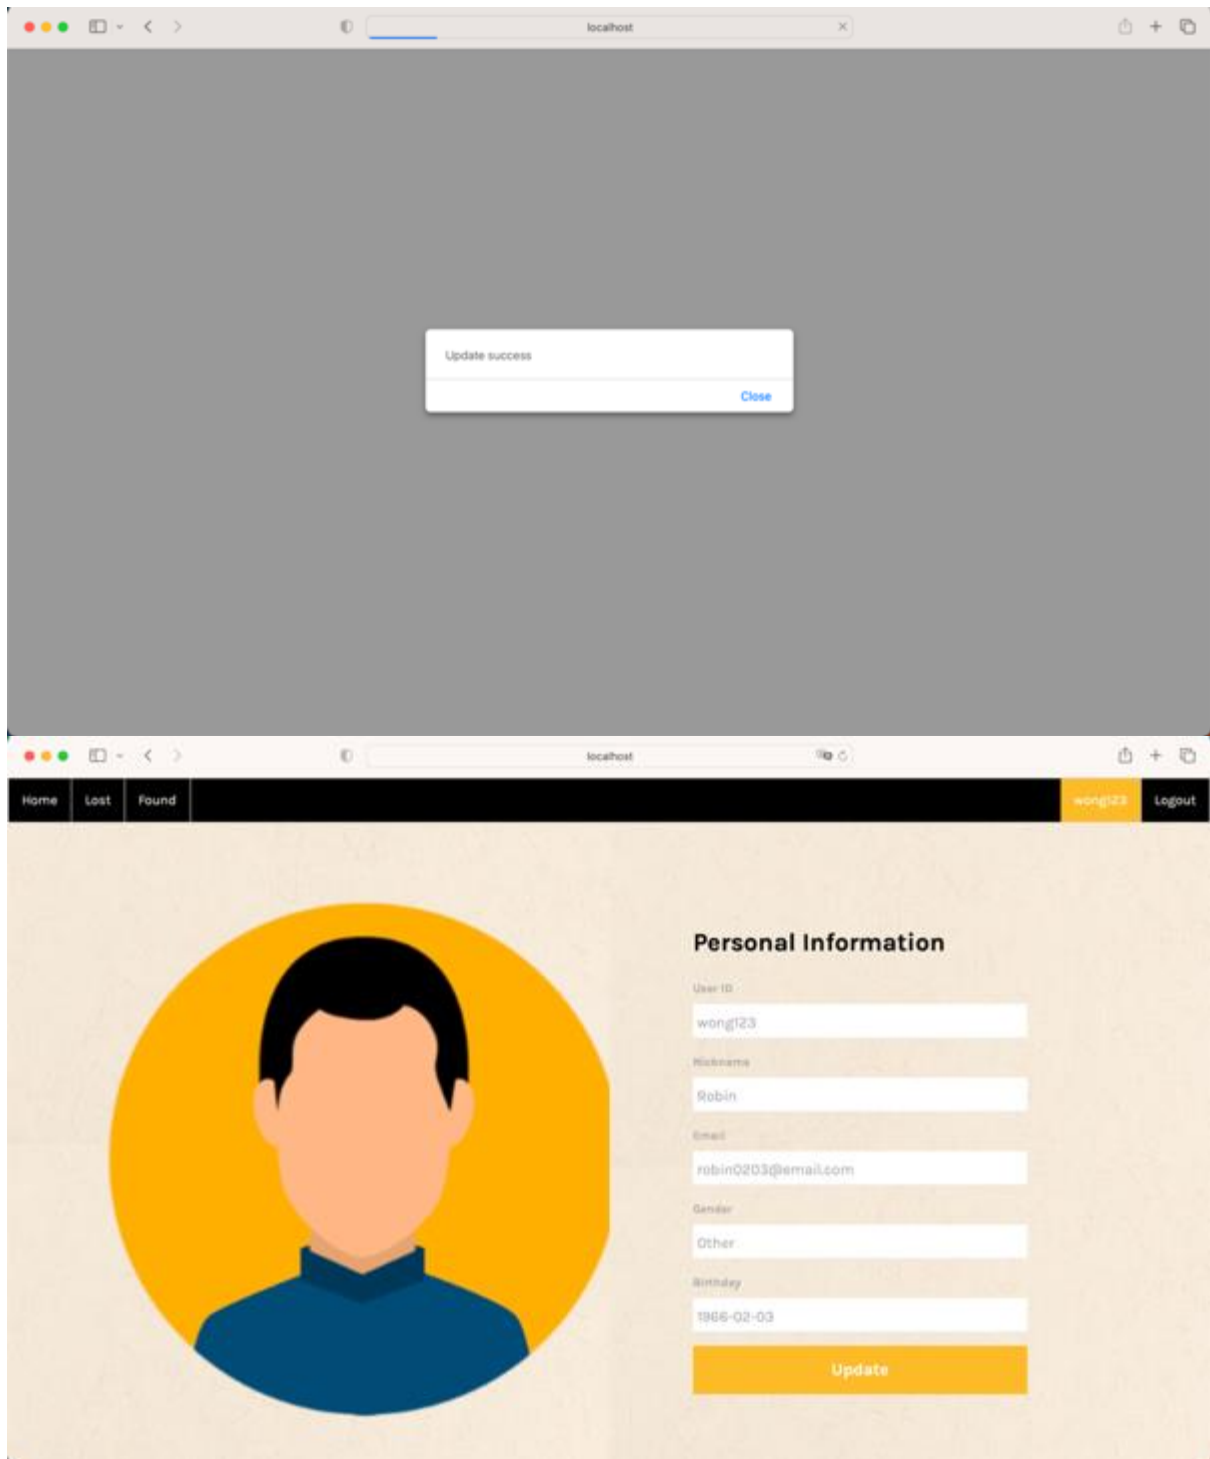 localhost
Update success
Close
localhost
Home Lost Found wong123 Logout
Personal Information
User ID
wong123
Nickname
Robin
Email
robin0203@email.com
Gender
Other
Birthday
1966-02-03
Update